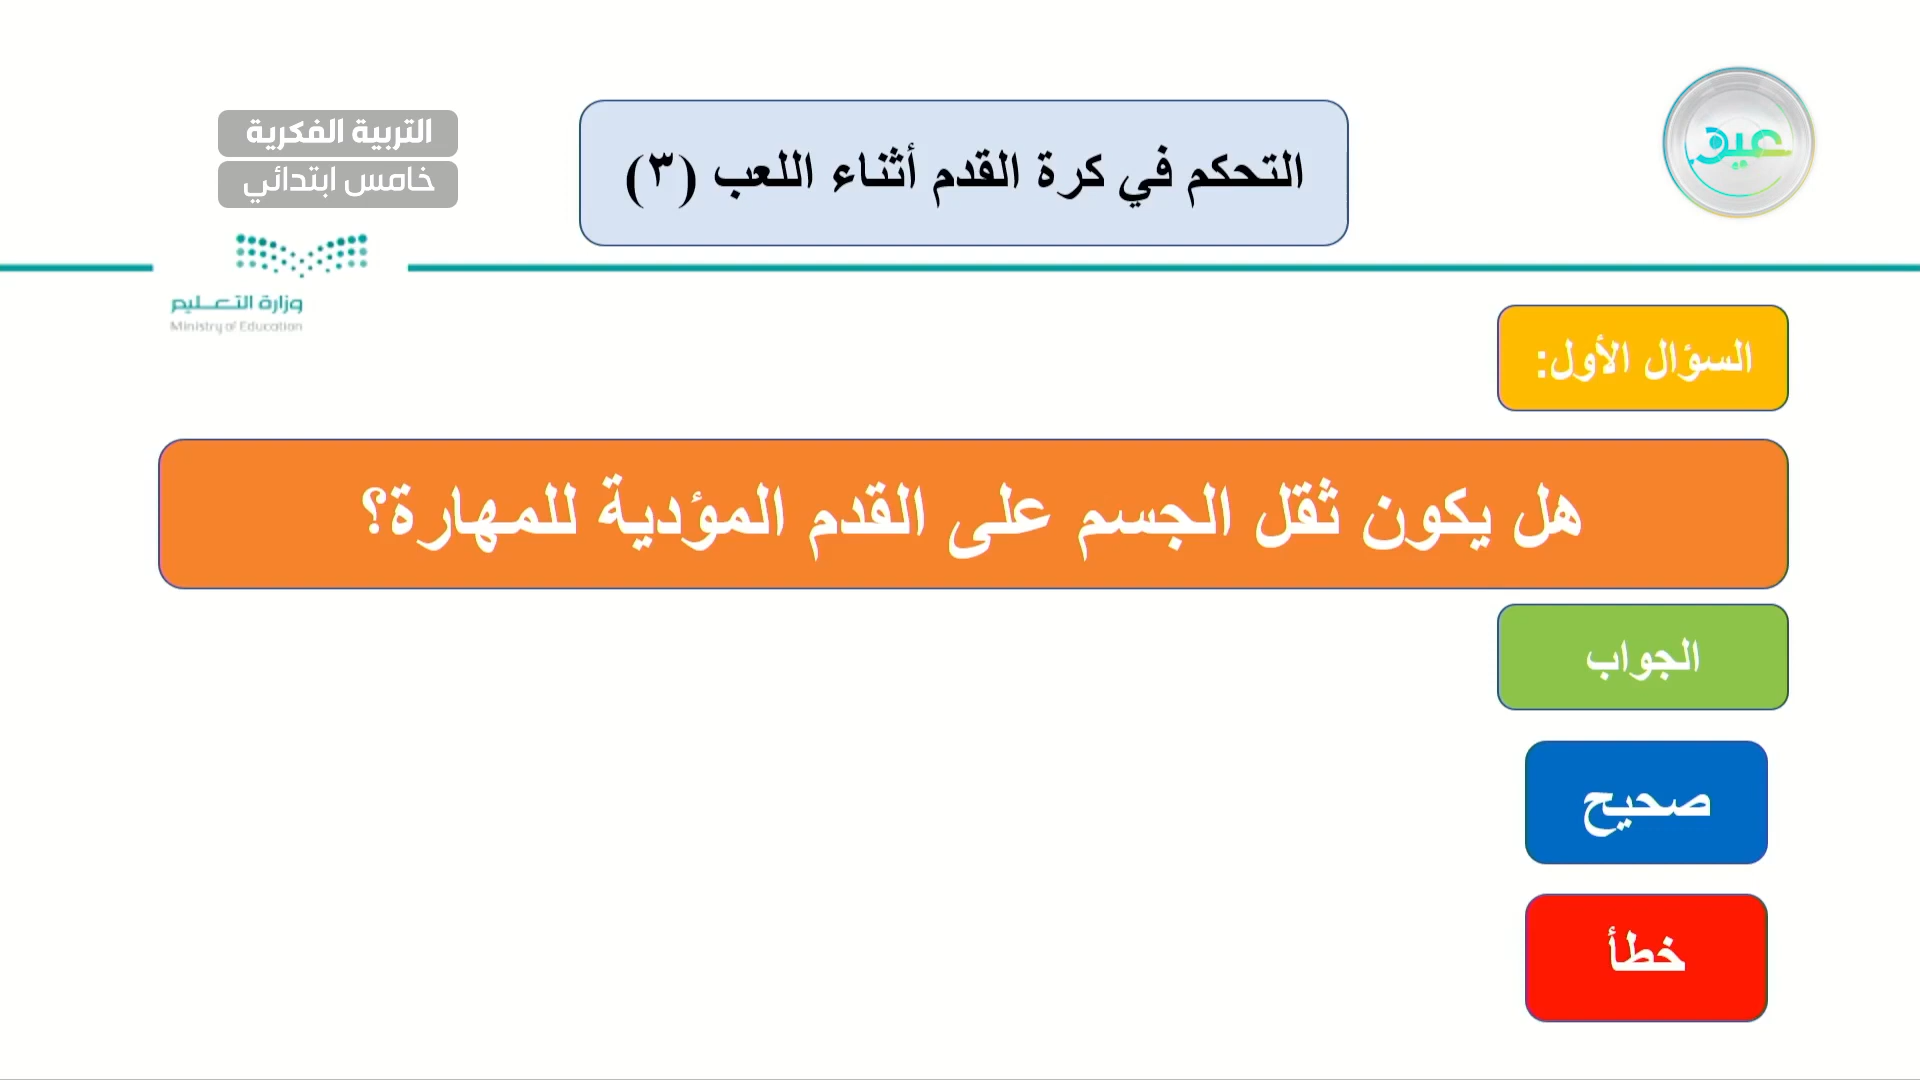 التربية الفكرية
خامس ابتدائي
التحكم في كرة القدم أثناء اللعب (٣)
عين
وزارة التعليم
Ministry of Education
السؤال الأول:
هل يكون ثقل الجسم على القدم المؤدية للمهارة؟
الجواب
صحيح
خطأ